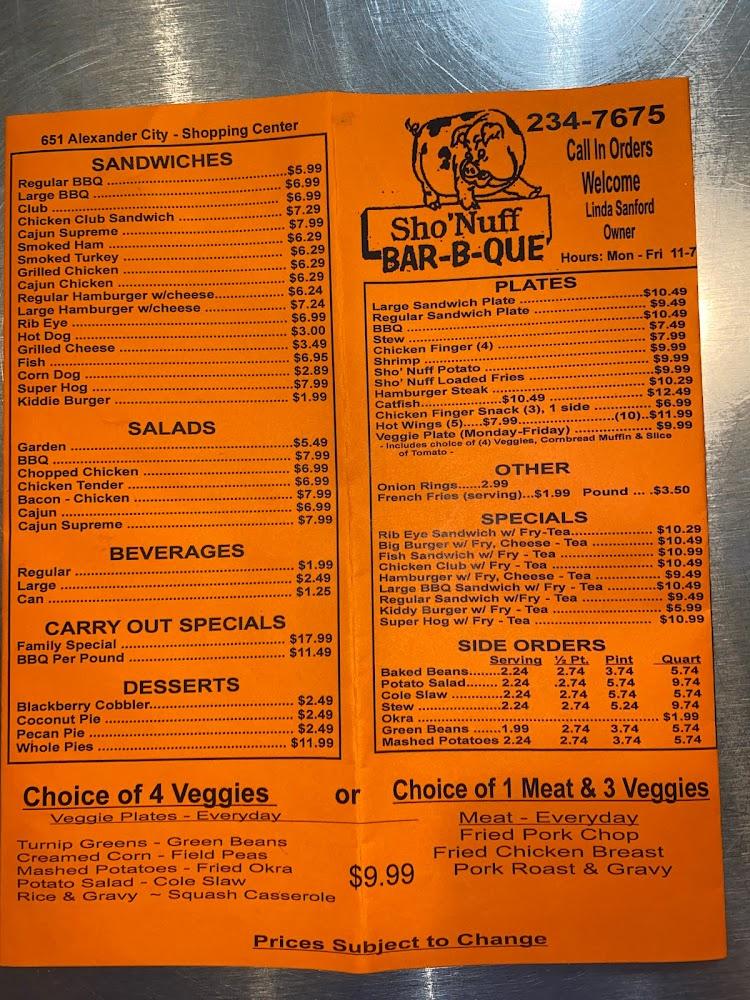 651 Alexander City - Shopping Center
SANDWICHES
Regular BBQ ..... $5.99
Large BBQ ..... $6.99
Club ..... $6.99
Chicken Club Sandwich ..... $7.29
Cajun Supreme ..... $7.99
Smoked Ham ..... $6.29
Smoked Turkey ..... $6.29
Grilled Chicken ..... $6.29
Cajun Chicken ..... $6.29
Regular Hamburger w/cheese..... $6.24
Large Hamburger w/cheese ..... $7.24
Rib Eye ..... $6.99
Hot Dog ..... $3.00
Grilled Cheese ..... $3.49
Fish ..... $6.95
Corn Dog ..... $2.89
Super Hog ..... $7.99
Kiddie Burger ..... $1.99
SALADS
Garden ..... $5.49
BBQ ..... $7.99
Chopped Chicken ..... $6.99
Chicken Tender ..... $6.99
Bacon - Chicken ..... $7.99
Cajun ..... $6.99
Cajun Supreme ..... $7.99
BEVERAGES
Regular ..... $1.99
Large ..... $2.49
Can ..... $1.25
CARRY OUT SPECIALS
Family Special ..... $17.99
BBQ Per Pound ..... $11.49
DESSERTS
Blackberry Cobbler..... $2.49
Coconut Pie ..... $2.49
Pecan Pie ..... $2.49
Whole Pies ..... $11.99
234-7675
Call In Orders
Welcome
Linda Sanford
Owner
Sho'Nuff
BAR-B-QUE
Hours: Mon - Fri 11-7
PLATES
Large Sandwich Plate ..... $10.49
Regular Sandwich Plate ..... $9.49
BBQ ..... $10.49
Stew ..... $7.49
Chicken Finger (4) ..... $7.99
Shrimp ..... $9.99
Sho' Nuff Potato ..... $9.99
Sho' Nuff Loaded Fries ..... $9.99
Hamburger Steak ..... $10.29
Catfish.....$10.49 ..... $12.49
Chicken Finger Snack (3), 1 side ..... $6.99
Hot Wings (5).....$7.99.....(10)..$11.99
Veggie Plate (Monday-Friday) ..... $9.99
- Includes choice of (4) Veggies, Cornbread Muffin & Slice
of Tomato -
OTHER
Onion Rings......2.99
French Fries (serving)...$1.99 Pound ... .$3.50
SPECIALS
Rib Eye Sandwich w/ Fry-Tea..... $10.29
Big Burger w/ Fry, Cheese - Tea ..... $10.49
Fish Sandwich w/ Fry - Tea ..... $10.99
Chicken Club w/ Fry - Tea ..... $10.49
Hamburger w/ Fry, Cheese - Tea ..... $9.49
Large BBQ Sandwich w/ Fry - Tea .....$10.49
Regular Sandwich w/Fry - Tea ..... $9.49
Kiddy Burger w/ Fry - Tea ..... $5.99
Super Hog w/ Fry - Tea ..... $10.99
SIDE ORDERS
Serving ½ Pt. Pint Quart
Baked Beans.......2.24 2.74 3.74 5.74
Potato Salad.......2.24 .2.74 5.74 9.74
Cole Slaw ..........2.24 2.74 5.74 5.74
Stew ..................2.24 2.74 5.24 9.74
Okra ..... $1.99
Green Beans .......1.99 2.74 3.74 5.74
Mashed Potatoes 2.24 2.74 3.74 5.74
Choice of 4 Veggies or Choice of 1 Meat & 3 Veggies
Veggie Plates - Everyday
Turnip Greens - Green Beans
Creamed Corn - Field Peas
Mashed Potatoes - Fried Okra
Potato Salad - Cole Slaw
Rice & Gravy ~ Squash Casserole
$9.99
Meat - Everyday
Fried Pork Chop
Fried Chicken Breast
Pork Roast & Gravy
Prices Subject to Change